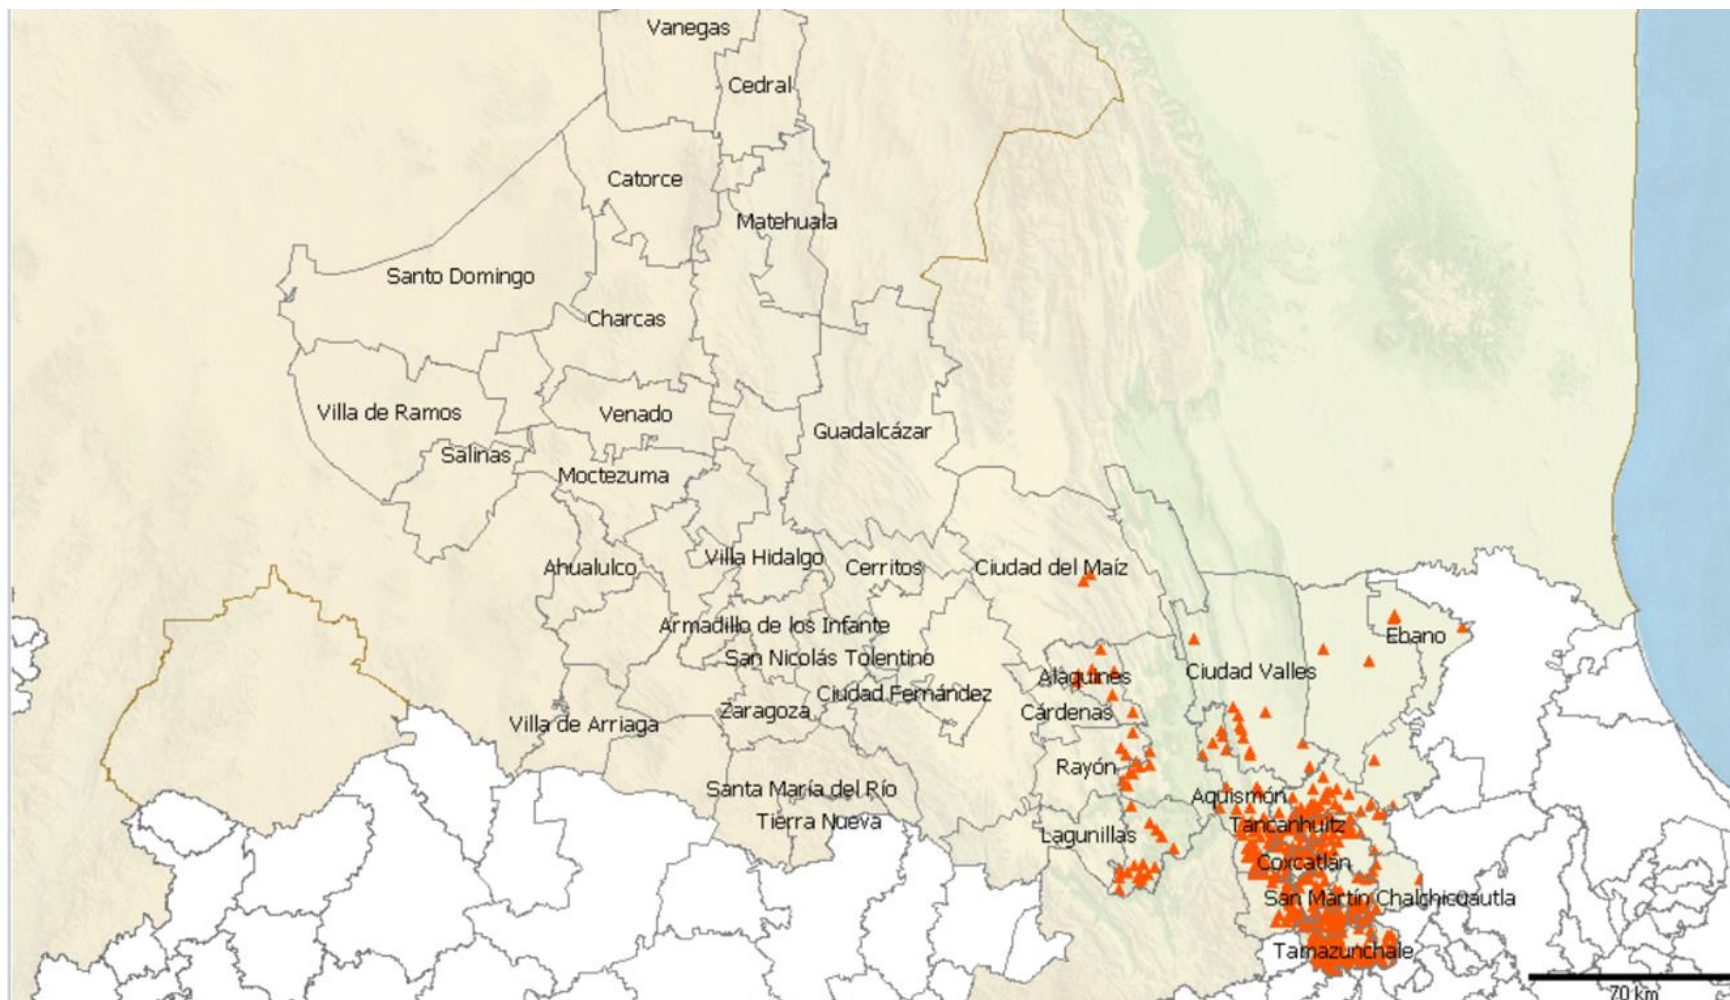 Vanegas
Cedral
Catorce
Matehuala
Santo Domingo
Charcas
Villa de Ramos
Venado
Guadalcázar
Salinas
Moctezuma
Villa Hidalgo
Ahualulco
Cerritos
Ciudad del Maíz
Armadillo de los Infante
Ebano
San Nicolás Tolentino
Ciudad Valles
Alaquines
Ciudad Fernández
Zaragoza
Cárdenas
Villa de Arriaga
Rayón
Santa María del Río
Aquismón
Tierra Nueva
Tancanhuitz
Lagunillas
Coxcatlán
San Martín Chalchicuautla
Tamazunchale
70 km